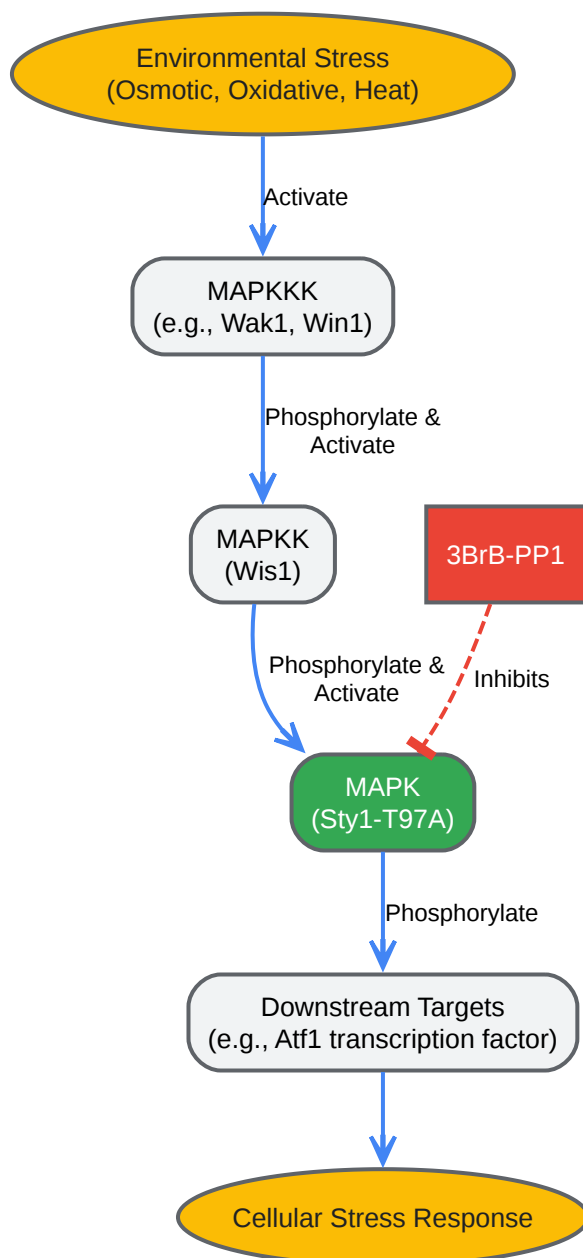 Environmental Stress
(Osmotic, Oxidative, Heat)
Activate
MAPKKK
(e.g., Wak1, Win1)
Phosphorylate &
Activate
MAPKK
(Wis1)
3BrB-PP1
Phosphorylate &
Activate
Inhibits
MAPK
(Sty1-T97A)
Phosphorylate
Downstream Targets
(e.g., Atf1 transcription factor)
Cellular Stress Response